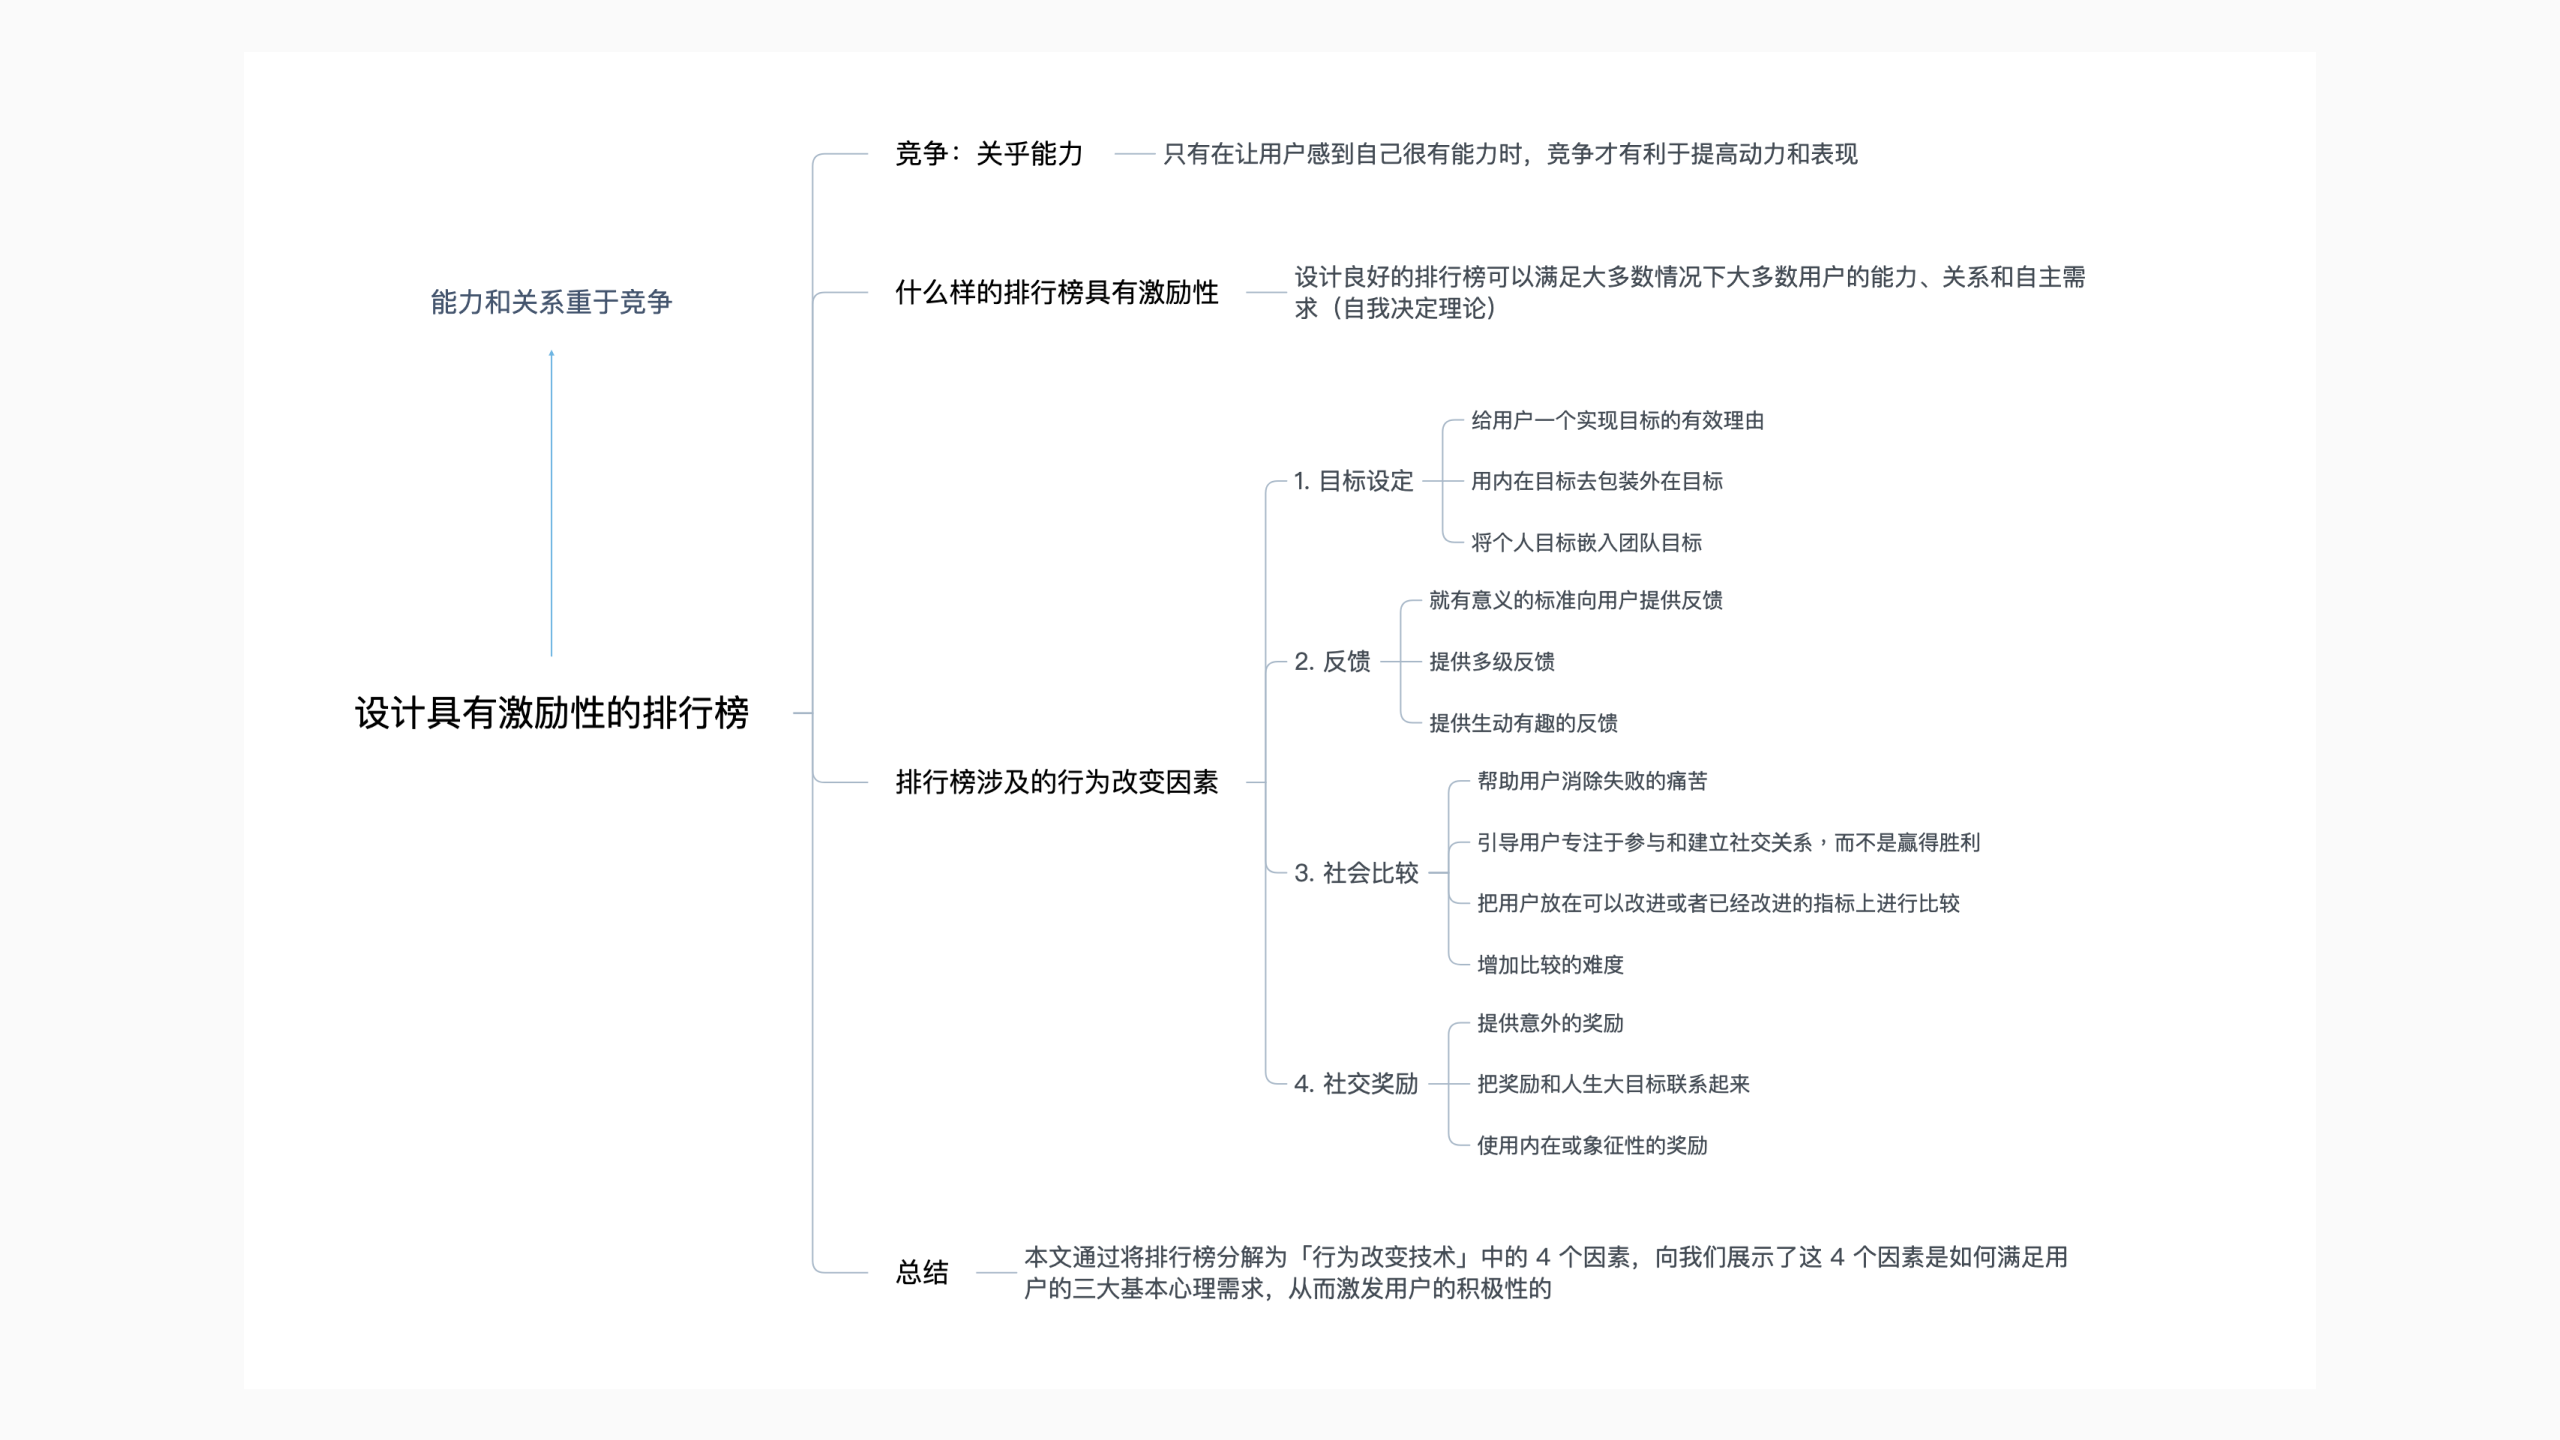 能力和关系重于竞争
设计具有激励性的排行榜
竞争：关乎能力
只有在让用户感到自己很有能力时，竞争才有利于提高动力和表现
什么样的排行榜具有激励性
设计良好的排行榜可以满足大多数情况下大多数用户的能力、关系和自主需
求（自我决定理论）
排行榜涉及的行为改变因素
1. 目标设定
给用户一个实现目标的有效理由
用内在目标去包装外在目标
将个人目标嵌入团队目标
2. 反馈
就有意义的标准向用户提供反馈
提供多级反馈
提供生动有趣的反馈
3. 社会比较
帮助用户消除失败的痛苦
引导用户专注于参与和建立社交关系，而不是赢得胜利
把用户放在可以改进或者已经改进的指标上进行比较
增加比较的难度
4. 社交奖励
提供意外的奖励
把奖励和人生大目标联系起来
使用内在或象征性的奖励
总结
本文通过将排行榜分解为「行为改变技术」中的 4 个因素，向我们展示了这 4 个因素是如何满足用
户的三大基本心理需求，从而激发用户的积极性的